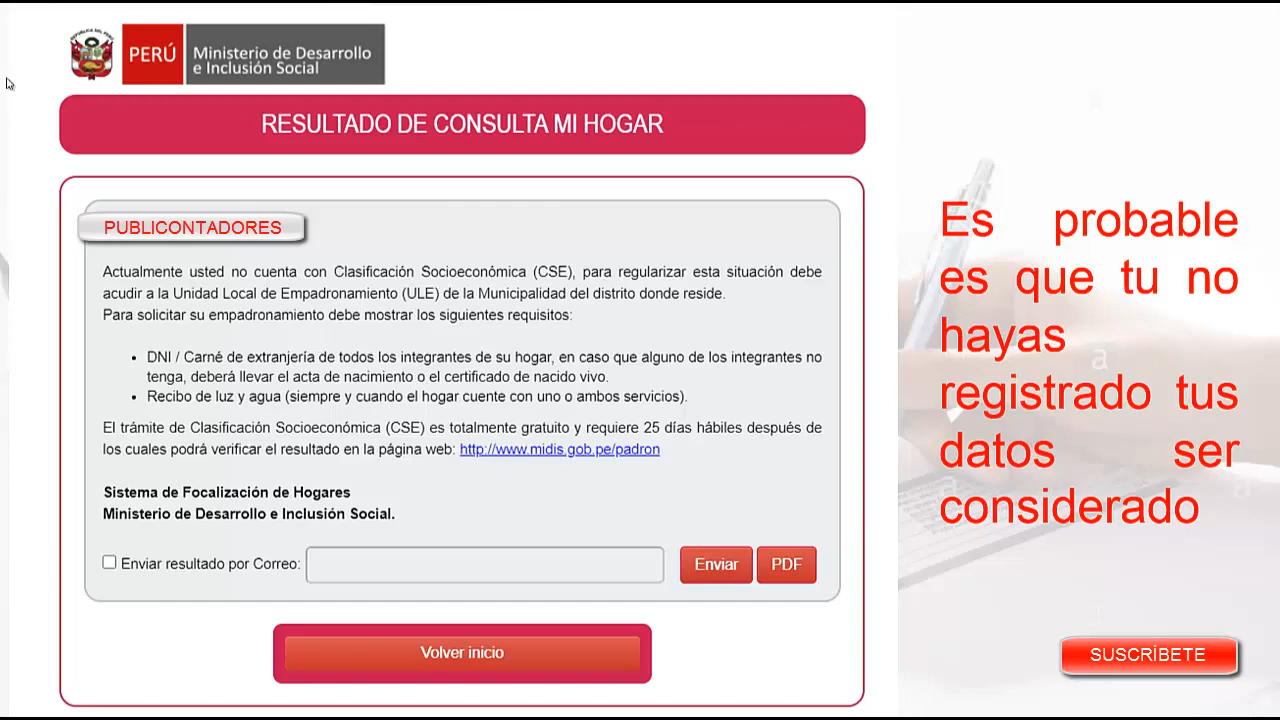 REPÚBLICA DEL PERÚ
PERÚ
Ministerio de Desarrollo
e Inclusión Social
RESULTADO DE CONSULTA MI HOGAR
PUBLICONTADORES
Actualmente usted no cuenta con Clasificación Socioeconómica (CSE), para regularizar esta situación debe
acudir a la Unidad Local de Empadronamiento (ULE) de la Municipalidad del distrito donde reside.
Para solicitar su empadronamiento debe mostrar los siguientes requisitos:
• DNI / Carné de extranjería de todos los integrantes de su hogar, en caso que alguno de los integrantes no
tenga, deberá llevar el acta de nacimiento o el certificado de nacido vivo.
• Recibo de luz y agua (siempre y cuando el hogar cuente con uno o ambos servicios).
El trámite de Clasificación Socioeconómica (CSE) es totalmente gratuito y requiere 25 días hábiles después de
los cuales podrá verificar el resultado en la página web: http://www.midis.gob.pe/padron
Sistema de Focalización de Hogares
Ministerio de Desarrollo e Inclusión Social.
Enviar resultado por Correo:
Enviar
PDF
Volver inicio
Es probable
es que tu no
hayas
registrado tus
datos ser
considerado
SUSCRÍBETE